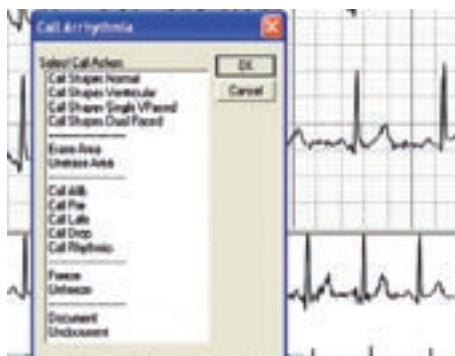 Call Arrhythmia
Select Call Action
OK
Call Shapes Normal
Cancel
Call Shapes Ventricular
Call Shapes Single VPaced
Call Shapes Dual Paced
Erase Area
Unerase Area
Call Afib
Call Pse
Call Late
Call Drop
Call Rhythmic
Freeze
Unfreeze
Document
Undocument